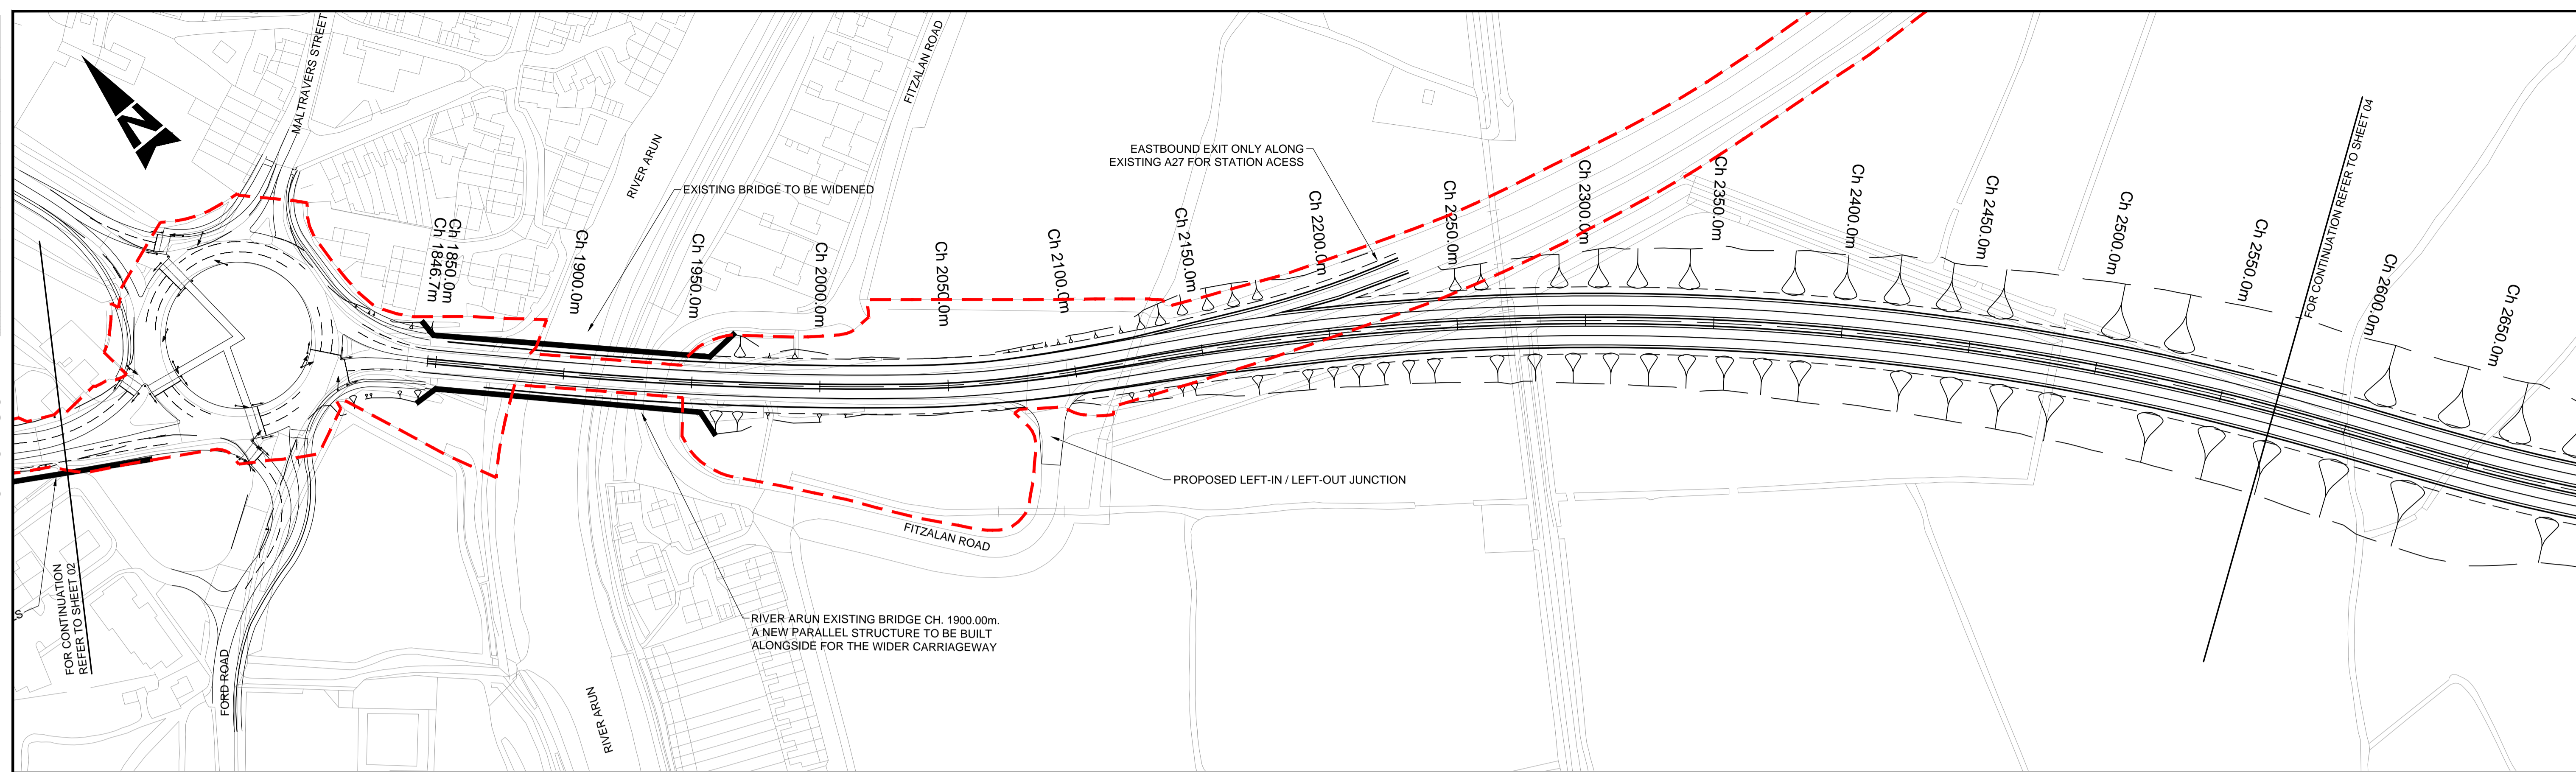 MALTRAVERS STREET
N
FITZALAN ROAD
RIVER ARUN
EXISTING BRIDGE TO BE WIDENED
EASTBOUND EXIT ONLY ALONG
EXISTING A27 FOR STATION ACESS
Ch 1846.7m
Ch 1850.0m
Ch 1900.0m
Ch 1950.0m
Ch 2000.0m
Ch 2050.0m
Ch 2100.0m
Ch 2150.0m
Ch 2200.0m
Ch 2250.0m
Ch 2300.0m
Ch 2350.0m
Ch 2400.0m
Ch 2450.0m
Ch 2500.0m
Ch 2550.0m
Ch 2600.0m
Ch 2650.0m
FOR CONTINUATION REFER TO SHEET 04
PROPOSED LEFT-IN / LEFT-OUT JUNCTION
FITZALAN ROAD
RIVER ARUN EXISTING BRIDGE CH. 1900.00m.
A NEW PARALLEL STRUCTURE TO BE BUILT
ALONGSIDE FOR THE WIDER CARRIAGEWAY
FOR CONTINUATION
REFER TO SHEET 02
FORD ROAD
RIVER ARUN